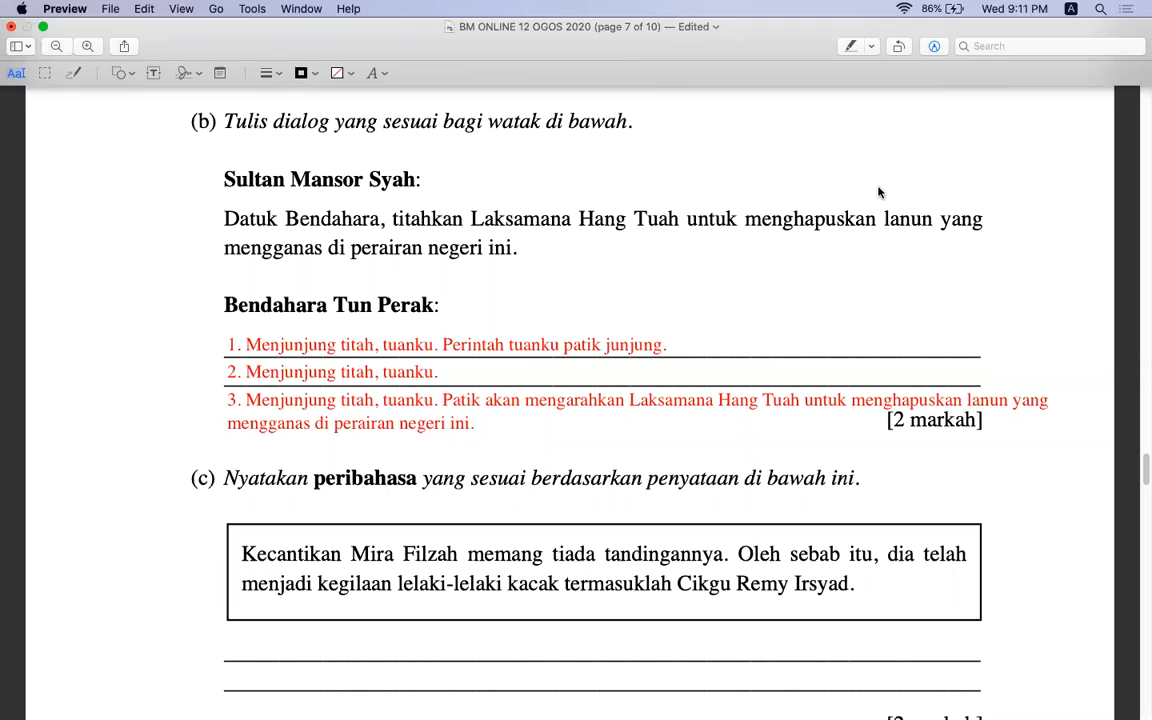 Preview File Edit View Go Tools Window Help 86% Wed 9:11 PM A
BM ONLINE 12 OGOS 2020 (page 7 of 10) — Edited
Search
AaI T A
(b) Tulis dialog yang sesuai bagi watak di bawah.
Sultan Mansor Syah:
Datuk Bendahara, titahkan Laksamana Hang Tuah untuk menghapuskan lanun yang
mengganas di perairan negeri ini.
Bendahara Tun Perak:
1. Menjunjung titah, tuanku. Perintah tuanku patik junjung.
2. Menjunjung titah, tuanku.
3. Menjunjung titah, tuanku. Patik akan mengarahkan Laksamana Hang Tuah untuk menghapuskan lanun yang
mengganas di perairan negeri ini.
[2 markah]
(c) Nyatakan peribahasa yang sesuai berdasarkan penyataan di bawah ini.
Kecantikan Mira Filzah memang tiada tandingannya. Oleh sebab itu, dia telah
menjadi kegilaan lelaki-lelaki kacak termasuklah Cikgu Remy Irsyad.